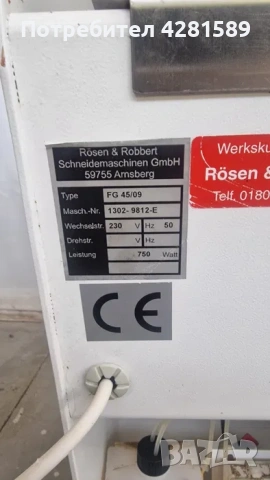 Потребител 4281589
Rösen & Robbert
Schneidemaschinen GmbH
59755 Arnsberg
Type FG 45/09
Masch.-Nr. 1302-9812-E
Wechselstr. 230 V Hz 50
Drehstr. V Hz
Leistung 750 Watt
CE
Werksku
Rösen &
Telf. 0180
BAZAR